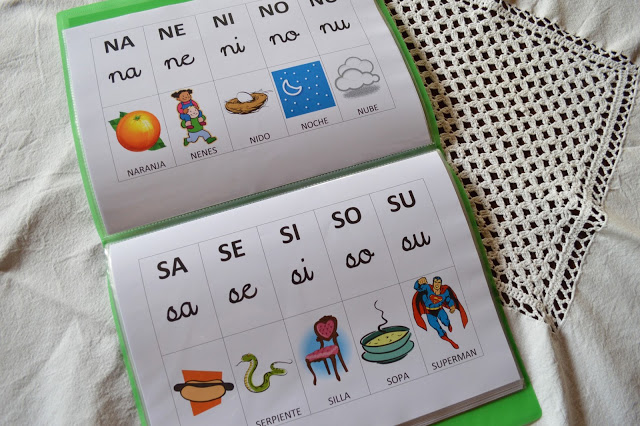 NA NE NI NO NU
na ne ni no nu
NARANJA NENES NIDO NOCHE NUBE
SA SE SI SO SU
sa se si so su
SERPIENTE SILLA SOPA SUPERMAN